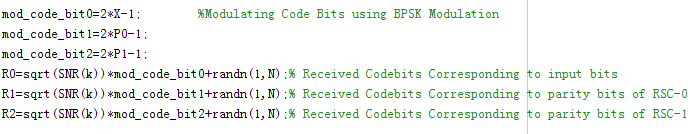 mod_code_bit0=2*X-1;        %Modulating Code Bits using BPSK Modulation
mod_code_bit1=2*P0-1;
mod_code_bit2=2*P1-1;
R0=sqrt(SNR(k))*mod_code_bit0+randn(1,N);% Received Codebits Corresponding to input bits
R1=sqrt(SNR(k))*mod_code_bit1+randn(1,N);% Received Codebits Corresponding to parity bits of RSC-0
R2=sqrt(SNR(k))*mod_code_bit2+randn(1,N);% Received Codebits Corresponding to parity bits of RSC-1